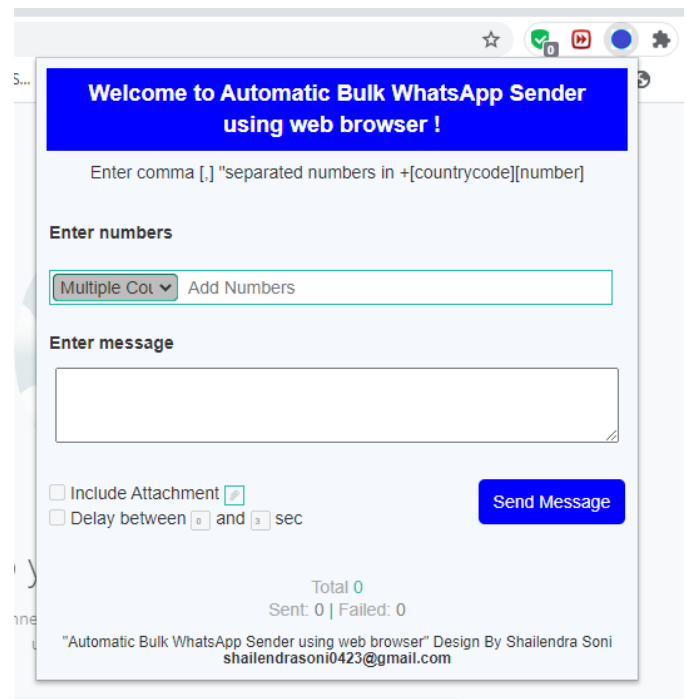 0
s...
Welcome to Automatic Bulk WhatsApp Sender
using web browser !
Enter comma [,] "separated numbers in +[countrycode][number]
Enter numbers
Multiple Cou
Add Numbers
Enter message
Include Attachment
Delay between 0 and 3 sec
Send Message
Total 0
Sent: 0 | Failed: 0
"Automatic Bulk WhatsApp Sender using web browser" Design By Shailendra Soni
shailendrasoni0423@gmail.com